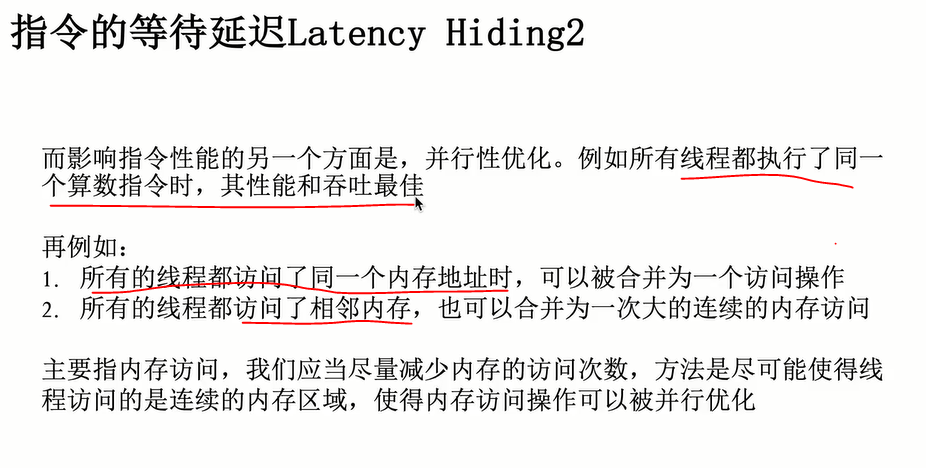 指令的等待延迟Latency Hiding2
而影响指令性能的另一个方面是，并行性优化。例如所有线程都执行了同一
个算数指令时，其性能和吞吐最佳
再例如：
1. 所有的线程都访问了同一个内存地址时，可以被合并为一个访问操作
2. 所有的线程都访问了相邻内存，也可以合并为一次大的连续的内存访问
主要指内存访问，我们应当尽量减少内存的访问次数，方法是尽可能使得线
程访问的是连续的内存区域，使得内存访问操作可以被并行优化